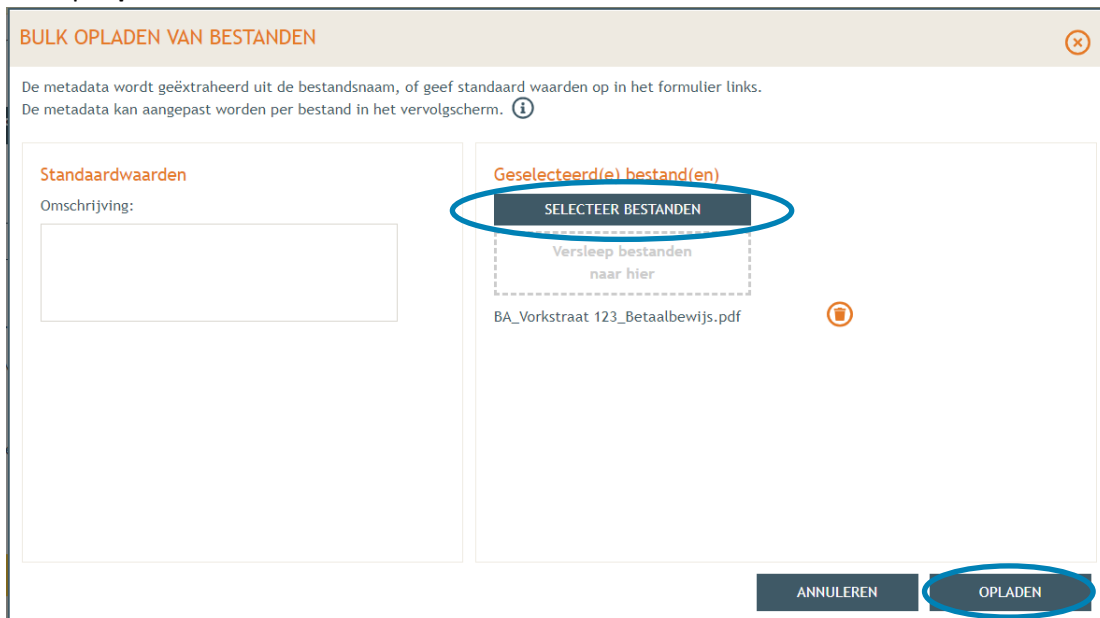 BULK OPLADEN VAN BESTANDEN
De metadata wordt geëxtraheerd uit de bestandsnaam, of geef standaard waarden op in het formulier links.
De metadata kan aangepast worden per bestand in het vervolgscherm.
Standaardwaarden
Omschrijving:
Geselecteerd(e) bestand(en)
SELECTEER BESTANDEN
Versleep bestanden
naar hier
BA_Vorkstraat 123_Betaalbewijs.pdf
ANNULEREN
OPLADEN